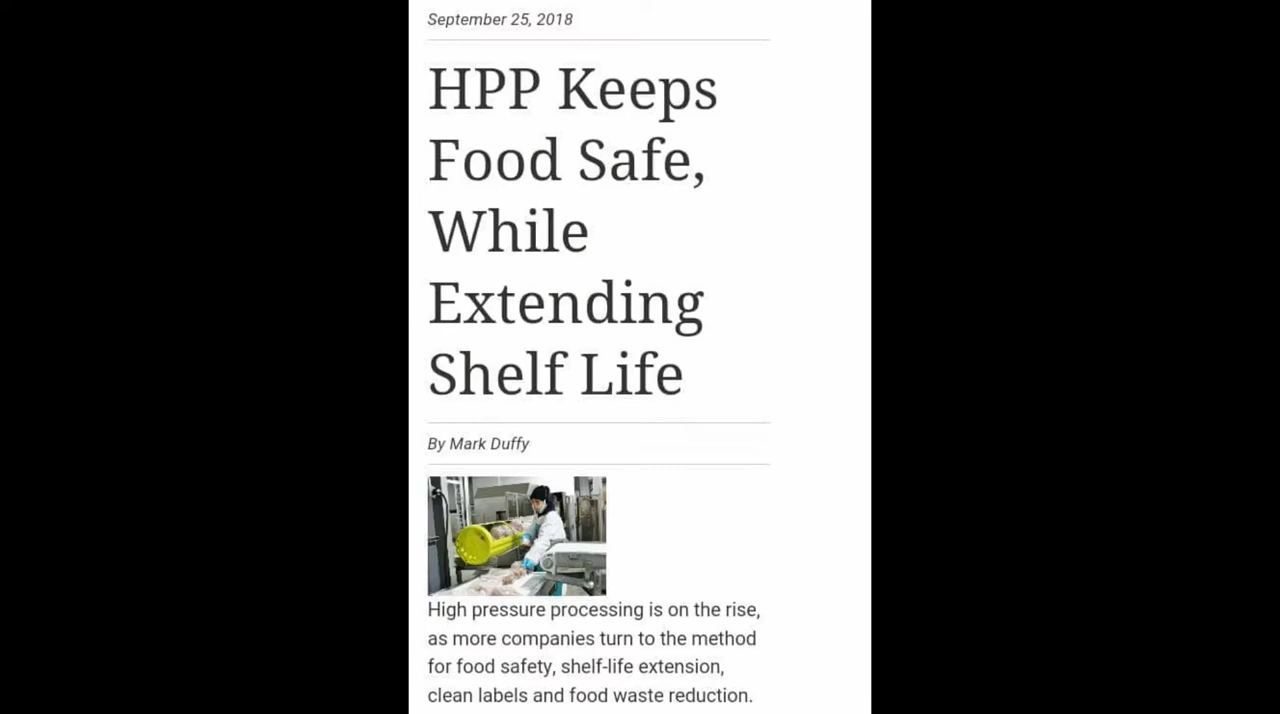 September 25, 2018
HPP Keeps
Food Safe,
While
Extending
Shelf Life
By Mark Duffy
High pressure processing is on the rise,
as more companies turn to the method
for food safety, shelf-life extension,
clean labels and food waste reduction.